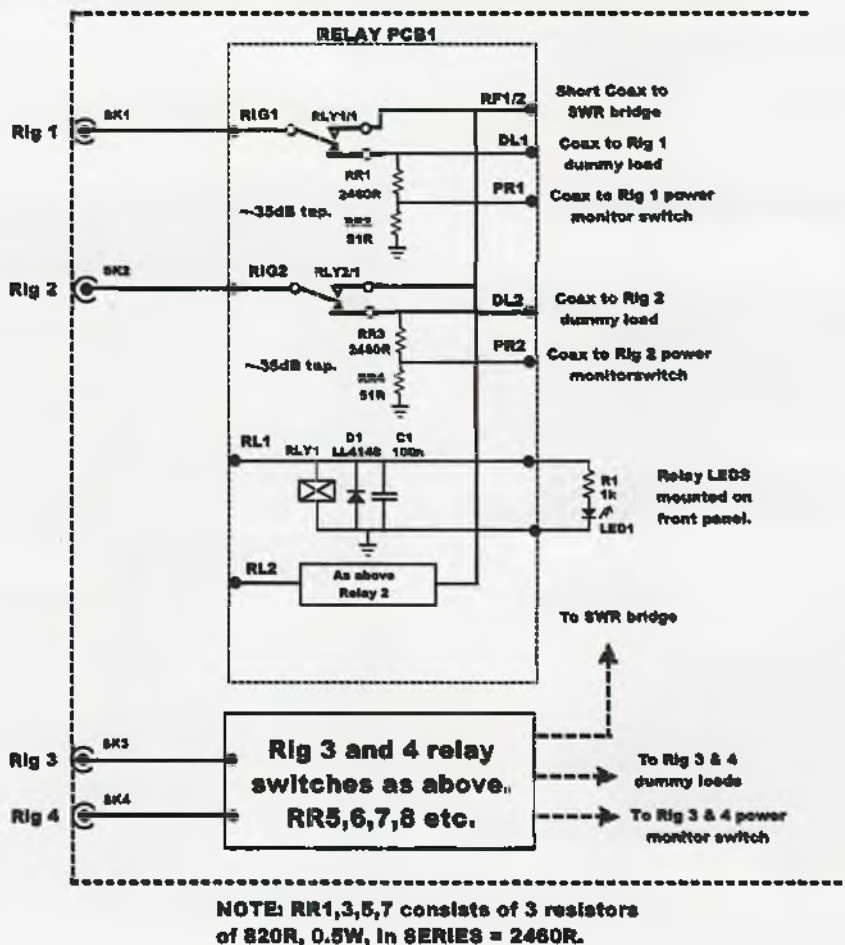 RELAY PCB1
Rig 1
SK1
RIG1
RLY1/1
RF1/2
Short Coax to
SWR bridge
DL1
Coax to Rig 1
dummy load
RR1
2460R
PR1
Coax to Rig 1 power
monitor switch
~35dB tap.
RR2
51R
Rig 2
SK2
RIG2
RLY2/1
DL2
Coax to Rig 2
dummy load
RR3
2460R
PR2
Coax to Rig 2 power
monitorswitch
~35dB tap.
RR4
51R
RL1
RLY1
D1
LL4148
C1
100n
R1
1k
LED1
Relay LEDS
mounted on
front panel.
RL2
As above
Relay 2
To SWR bridge
Rig 3
SK3
Rig 4
SK4
Rig 3 and 4 relay
switches as above.
RR5,6,7,8 etc.
To Rig 3 & 4
dummy loads
To Rig 3 & 4 power
monitor switch
NOTE: RR1,3,5,7 consists of 3 resistors
of 820R, 0.5W, in SERIES = 2460R.